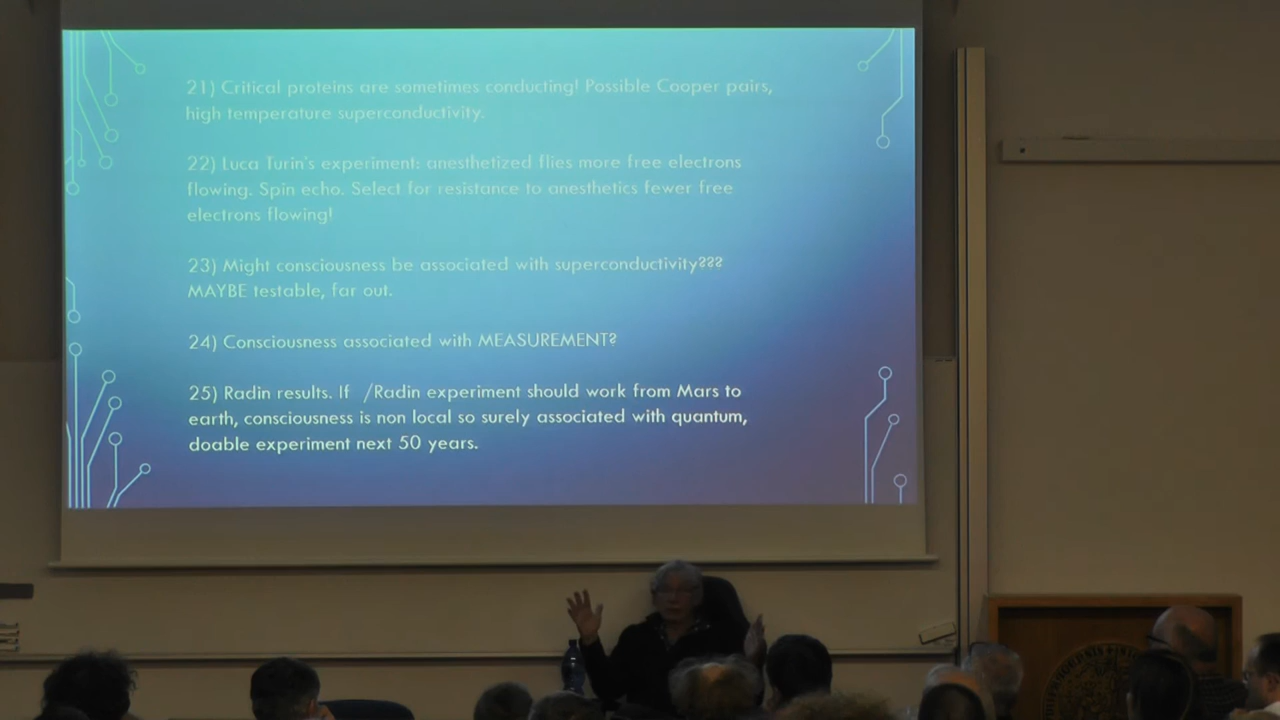 21) Critical proteins are sometimes conducting! Possible Cooper pairs,
high temperature superconductivity.
22) Luca Turin's experiment: anesthetized flies more free electrons
flowing. Spin echo. Select for resistance to anesthetics fewer free
electrons flowing!
23) Might consciousness be associated with superconductivity???
MAYBE testable, far out.
24) Consciousness associated with MEASUREMENT?
25) Radin results. If  /Radin experiment should work from Mars to
earth, consciousness is non local so surely associated with quantum,
doable experiment next 50 years.